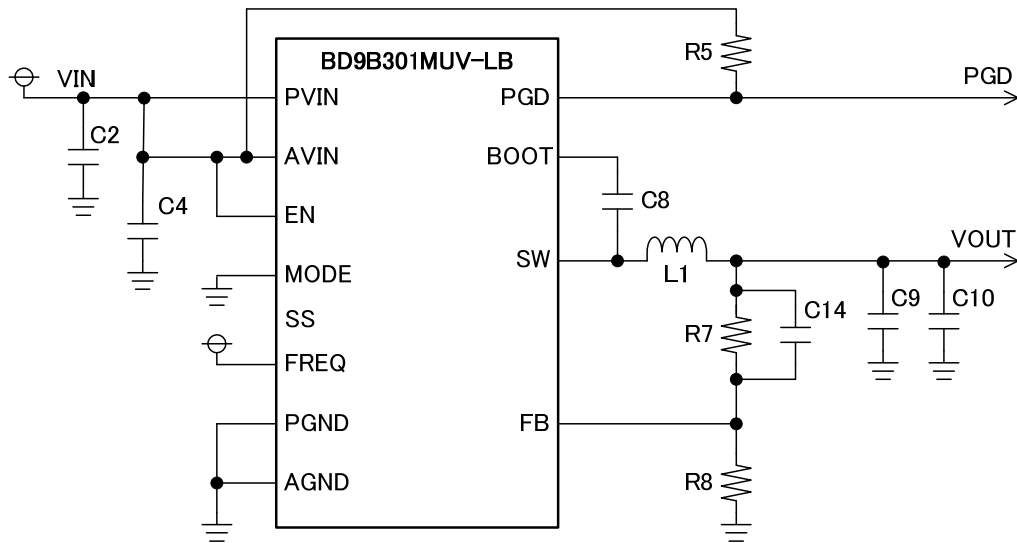 BD9B301MUV-LB
R5
VIN
PVIN
PGD
PGD
C2
AVIN
BOOT
C4
C8
EN
SW
L1
VOUT
MODE
SS
R7
C14
C9
C10
FREQ
PGND
FB
AGND
R8